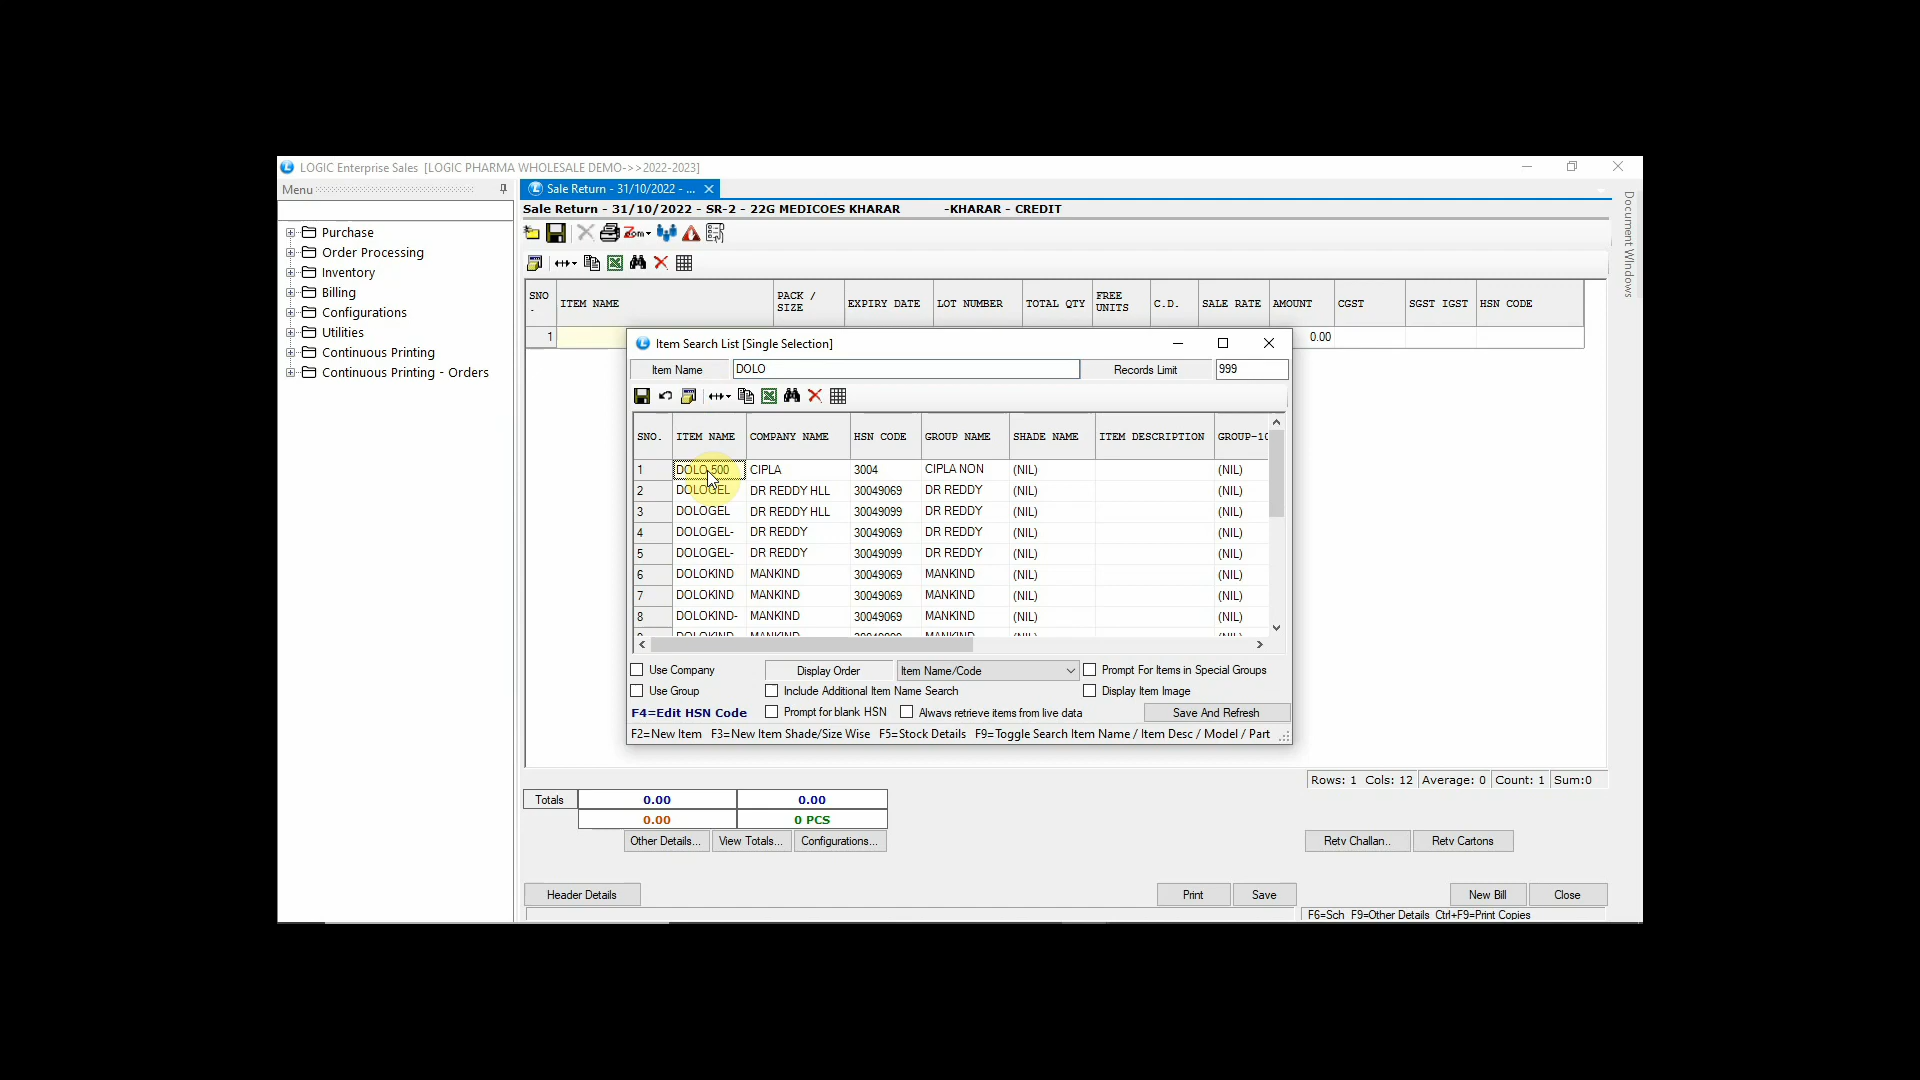 LOGIC Enterprise Sales [LOGIC PHARMA WHOLESALE DEMO->>2022-2023]
Menu
Sale Return - 31/10/2022 - ...
Sale Return - 31/10/2022 - SR-2 - 22G MEDICOES KHARAR -KHARAR - CREDIT
Purchase
Order Processing
Inventory
Billing
Configurations
Utilities
Continuous Printing
Continuous Printing - Orders
Document Windows
SNO . ITEM NAME PACK / SIZE EXPIRY DATE LOT NUMBER TOTAL QTY FREE UNITS C.D. SALE RATE AMOUNT CGST SGST IGST HSN CODE
1 0.00
Item Search List [Single Selection]
Item Name DOLO Records Limit 999
SNO. ITEM NAME COMPANY NAME HSN CODE GROUP NAME SHADE NAME ITEM DESCRIPTION GROUP-10
1 DOLO 500 CIPLA 3004 CIPLA NON (NIL) (NIL)
2 DOLOGEL DR REDDY HLL 30049069 DR REDDY (NIL) (NIL)
3 DOLOGEL DR REDDY HLL 30049099 DR REDDY (NIL) (NIL)
4 DOLOGEL- DR REDDY 30049069 DR REDDY (NIL) (NIL)
5 DOLOGEL- DR REDDY 30049099 DR REDDY (NIL) (NIL)
6 DOLOKIND MANKIND 30049069 MANKIND (NIL) (NIL)
7 DOLOKIND MANKIND 30049069 MANKIND (NIL) (NIL)
8 DOLOKIND- MANKIND 30049069 MANKIND (NIL) (NIL)
Use Company Display Order Item Name/Code Prompt For Items in Special Groups
Use Group Include Additional Item Name Search Display Item Image
F4=Edit HSN Code Prompt for blank HSN Always retrieve items from live data Save And Refresh
F2=New Item F3=New Item Shade/Size Wise F5=Stock Details F9=Toggle Search Item Name / Item Desc / Model / Part
Rows: 1 Cols: 12 Average: 0 Count: 1 Sum:0
Totals 0.00 0.00
0.00 0 PCS
Other Details... View Totals... Configurations... Retv Challan.. Retv Cartons
Header Details Print Save New Bill Close
F6=Sch F9=Other Details Ctrl+F9=Print Copies